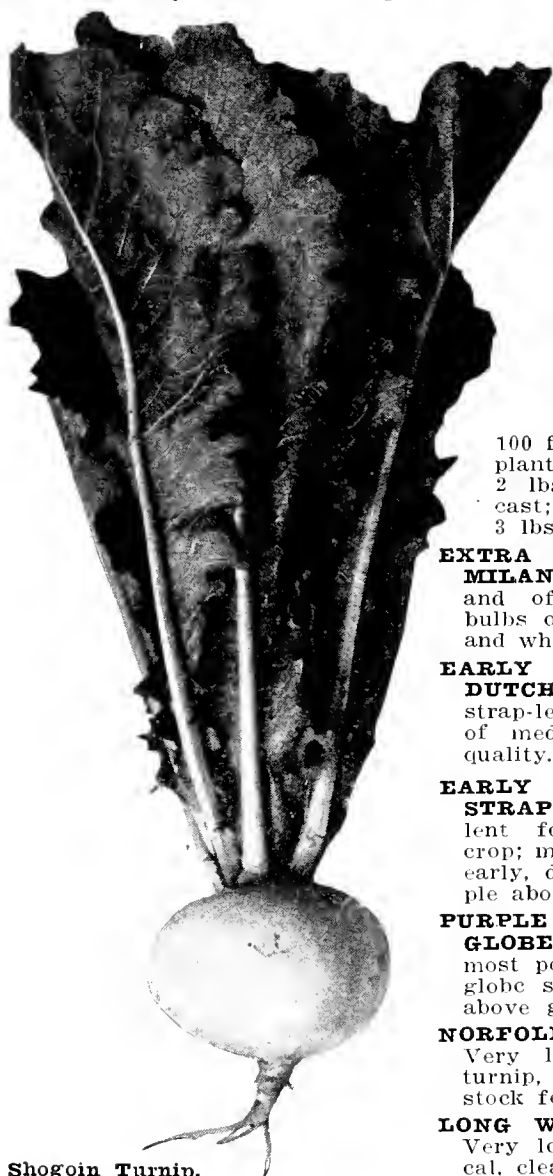 100 f
plant
2 lbs
cast;
3 lbs
EXTRA
MILAN
and of
bulbs o
and wh
EARLY
DUTCH
strap-le
of med
quality.
EARLY
STRAP
lent fo
crop; m
early, d
ple abo
PURPLE
GLOBE
most po
globe s
above g
NORFOL
Very l
turnip,
stock fe
LONG W
Very lo
cal, clea
Shogoin Turnip.